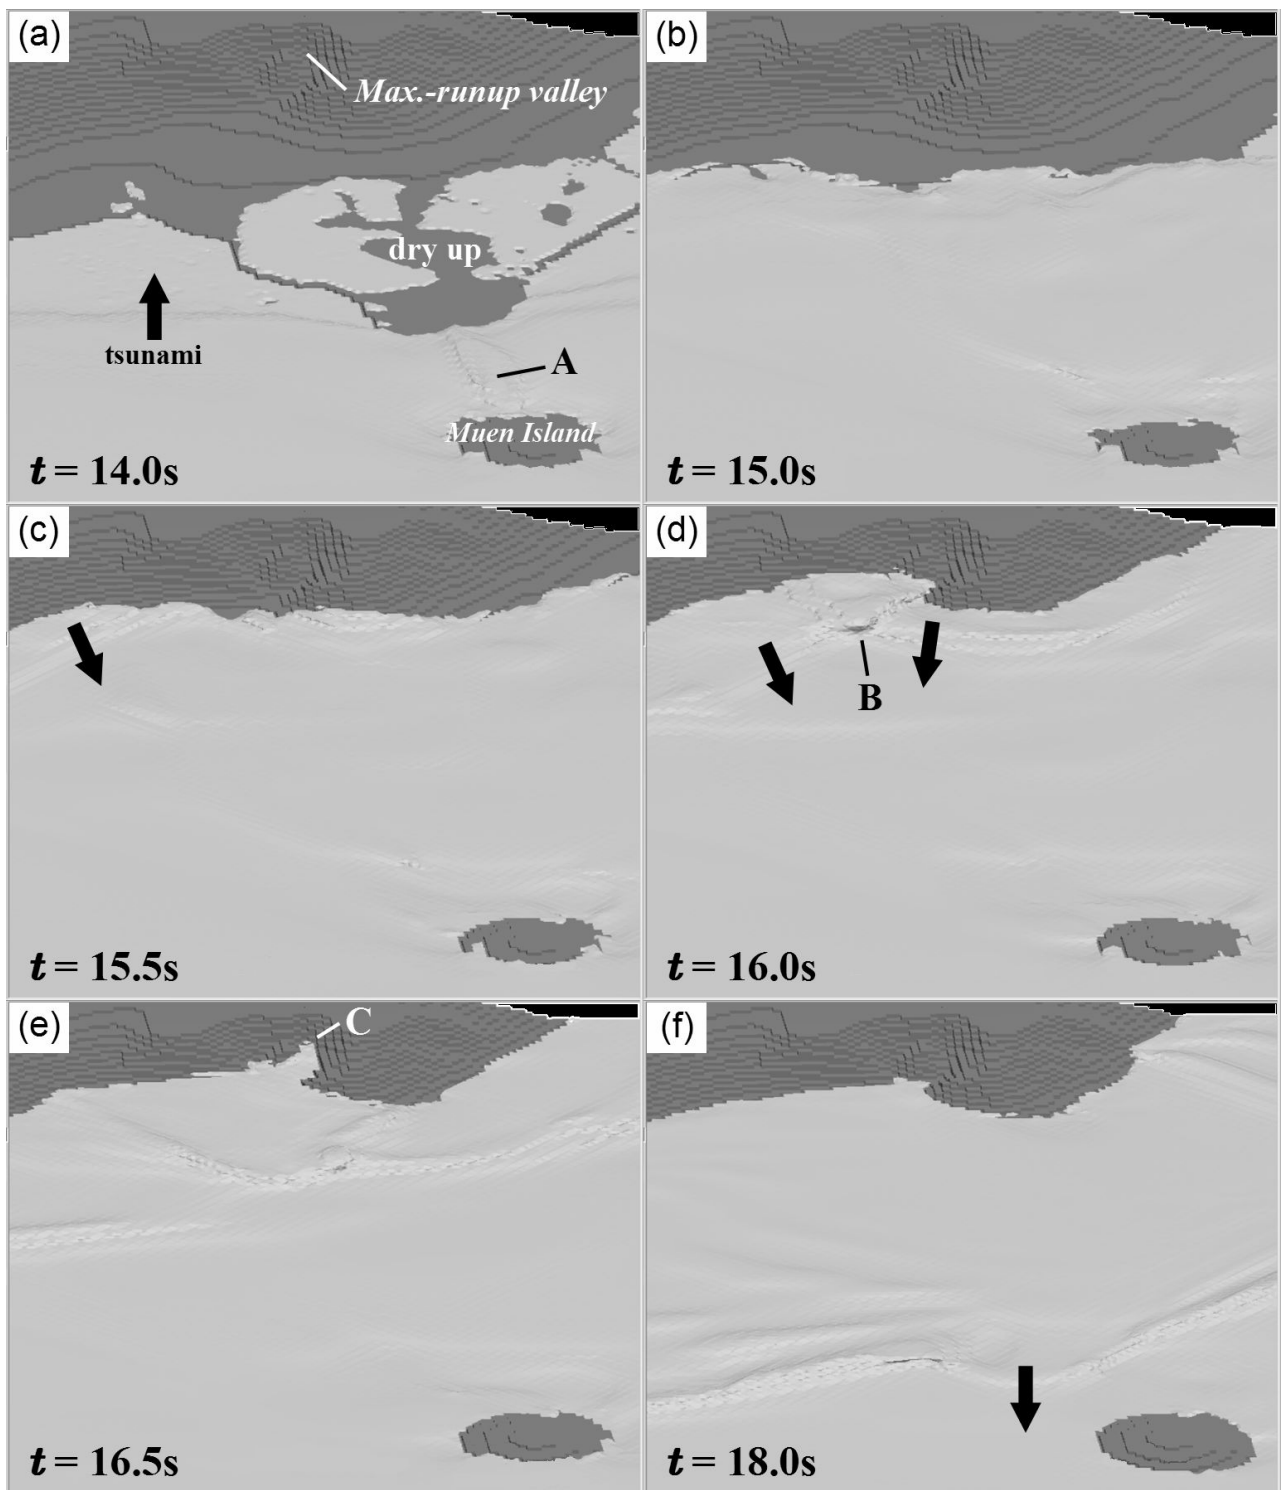 (a)
Max.-runup valley
dry up
tsunami
A
Muen Island
t = 14.0s
(b)
t = 15.0s
(c)
t = 15.5s
(d)
B
t = 16.0s
(e)
C
t = 16.5s
(f)
t = 18.0s